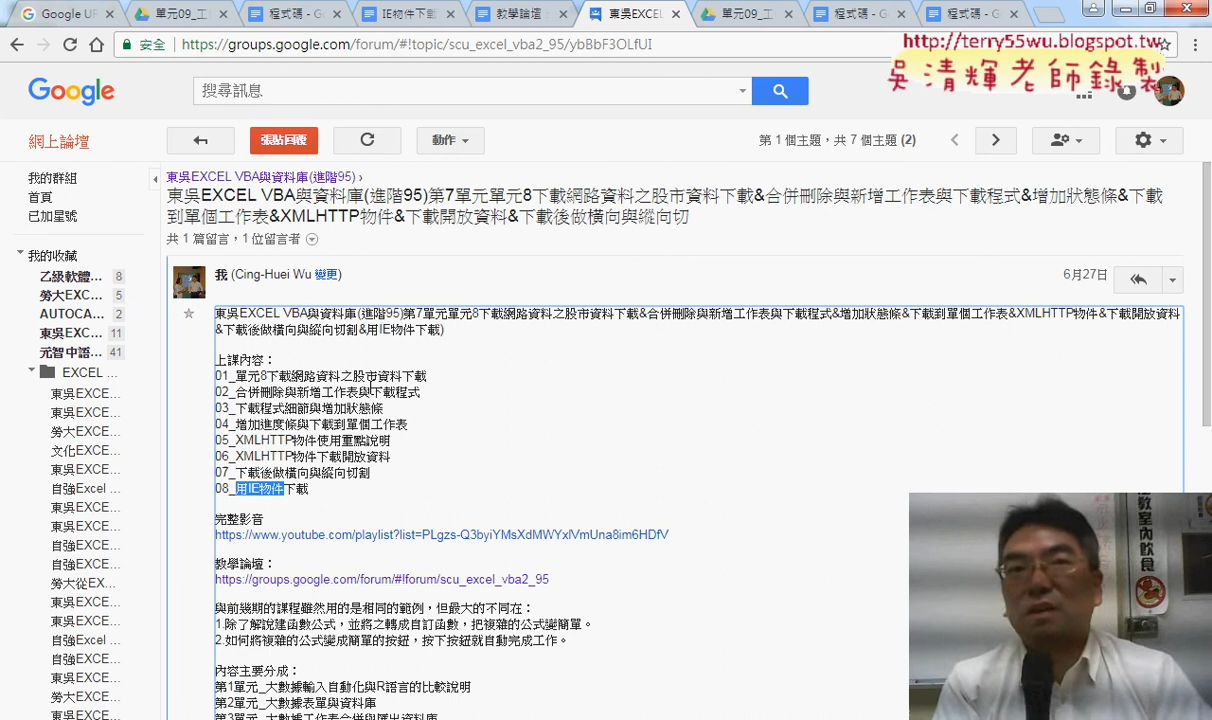 Google UR
單元09_工
程式碼 - G
IE物件下載
教學論壇 :
東吳EXCEL
單元09_工
程式碼 - Go
程式碼 - G
安全 https://groups.google.com/forum/#!topic/scu_excel_vba2_95/ybBbF3OLfUI
http://terry55wu.blogspot.tw
吳清輝老師錄製
Google
搜尋訊息
網上論壇
張貼回覆
動作
第 1 個主題，共 7 個主題 (2)
我的群組
首頁
已加星號
我的收藏
乙級軟體... 8
勞大EXC... 5
AUTOCA... 2
東吳EXC... 11
元智中語... 41
EXCEL ...
東吳EXCE...
東吳EXCE...
勞大EXCE...
文化EXCE...
東吳EXCE...
自強Excel ...
東吳EXCE...
東吳EXCE...
自強EXCE...
自強EXCE...
勞大從EX...
東吳EXCE...
東吳EXCE...
自強Excel ...
自強EXCE...
東吳EXCE...
勞大EXCE...
東吳EXCE...
東吳EXCEL VBA與資料庫(進階95) ›
東吳EXCEL VBA與資料庫(進階95)第7單元單元8下載網路資料之股市資料下載&合併刪除與新增工作表與下載程式&增加狀態條&下載
到單個工作表&XMLHTTP物件&下載開放資料&下載後做橫向與縱向切
共 1 篇留言，1 位留言者
我 (Cing-Huei Wu 變更)
6月27日
東吳EXCEL VBA與資料庫(進階95)第7單元單元8下載網路資料之股市資料下載&合併刪除與新增工作表與下載程式&增加狀態條&下載到單個工作表&XMLHTTP物件&下載開放資料
&下載後做橫向與縱向切割&用IE物件下載)
上課內容：
01_單元8下載網路資料之股市資料下載
02_合併刪除與新增工作表與下載程式
03_下載程式細節與增加狀態條
04_增加進度條與下載到單個工作表
05_XMLHTTP物件使用重點說明
06_XMLHTTP物件下載開放資料
07_下載後做橫向與縱向切割
08_用IE物件下載
完整影音
https://www.youtube.com/playlist?list=PLgzs-Q3byiYMsXdMWYxlVmUna8im6HDfV
教學論壇：
https://groups.google.com/forum/#!forum/scu_excel_vba2_95
與前幾期的課程雖然用的是相同的範例，但最大的不同在：
1.除了解說建函數公式，並將之轉成自訂函數，把複雜的公式變簡單。
2.如何將複雜的公式變成簡單的按鈕，按下按鈕就自動完成工作。
內容主要分成：
第1單元_大數據輸入自動化與R語言的比較說明
第2單元_大數據表單與資料庫
第3單元_大數據工作表合併與匯出資料庫
教室內飲食